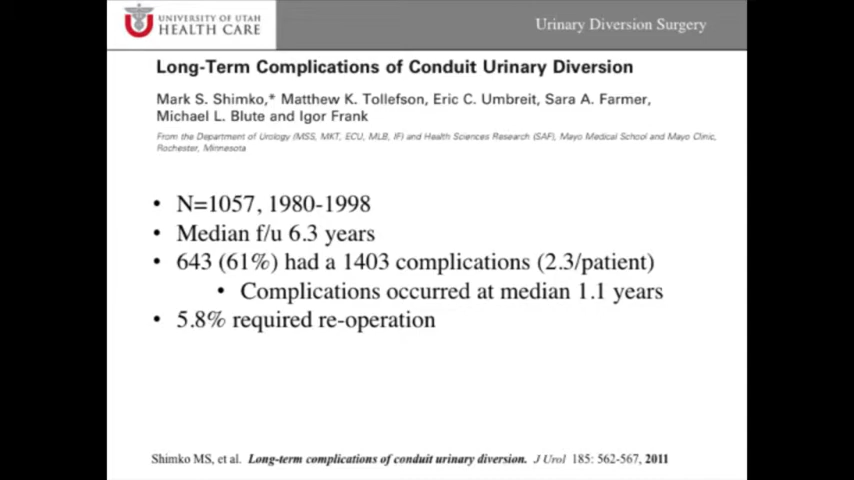 UNIVERSITY OF UTAH
HEALTH CARE
Urinary Diversion Surgery
Long-Term Complications of Conduit Urinary Diversion
Mark S. Shimko,* Matthew K. Tollefson, Eric C. Umbreit, Sara A. Farmer,
Michael L. Blute and Igor Frank
From the Department of Urology (MSS, MKT, ECU, MLB, IF) and Health Sciences Research (SAF), Mayo Medical School and Mayo Clinic,
Rochester, Minnesota
• N=1057, 1980-1998
• Median f/u 6.3 years
• 643 (61%) had a 1403 complications (2.3/patient)
• Complications occurred at median 1.1 years
• 5.8% required re-operation
Shimko MS, et al. Long-term complications of conduit urinary diversion. J Urol 185: 562-567, 2011